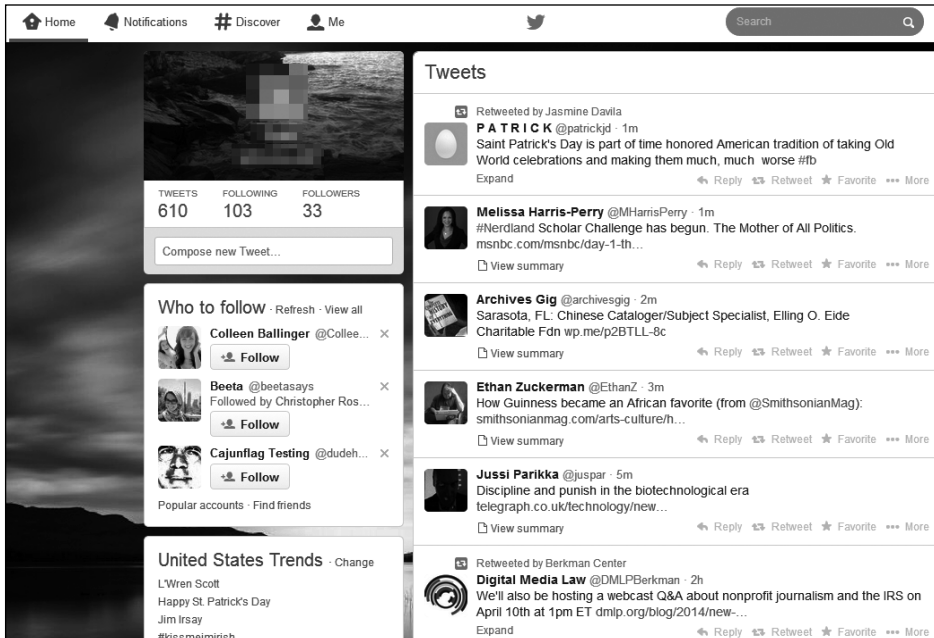 Home Notifications # Discover Me
Search
TWEETS FOLLOWING FOLLOWERS
610 103 33
Compose new Tweet...
Who to follow · Refresh · View all
Colleen Ballinger @Collee... ×
Follow
Beeta @beetasays ×
Followed by Christopher Ros...
Follow
Cajunflag Testing @dudeh... ×
Follow
Popular accounts · Find friends
United States Trends · Change
L'Wren Scott
Happy St. Patrick's Day
Jim Irsay
#kissmeimirish
Tweets
Retweeted by Jasmine Davila
P A T R I C K @patrickjd · 1m
Saint Patrick's Day is part of time honored American tradition of taking Old
World celebrations and making them much, much worse #fb
Expand Reply Retweet Favorite More
Melissa Harris-Perry @MHarrisPerry · 1m
#Nerdland Scholar Challenge has begun. The Mother of All Politics.
msnbc.com/msnbc/day-1-th...
View summary Reply Retweet Favorite More
Archives Gig @archivesgig · 2m
Sarasota, FL: Chinese Cataloger/Subject Specialist, Elling O. Eide
Charitable Fdn wp.me/p2BTLL-8c
View summary Reply Retweet Favorite More
Ethan Zuckerman @EthanZ · 3m
How Guinness became an African favorite (from @SmithsonianMag):
smithsonianmag.com/arts-culture/h...
View summary Reply Retweet Favorite More
Jussi Parikka @juspar · 5m
Discipline and punish in the biotechnological era
telegraph.co.uk/technology/new...
View summary Reply Retweet Favorite More
Retweeted by Berkman Center
Digital Media Law @DMLPBerkman · 2h
We'll also be hosting a webcast Q&A about nonprofit journalism and the IRS on
April 10th at 1pm ET dmlp.org/blog/2014/new-...
Expand Reply Retweet Favorite More